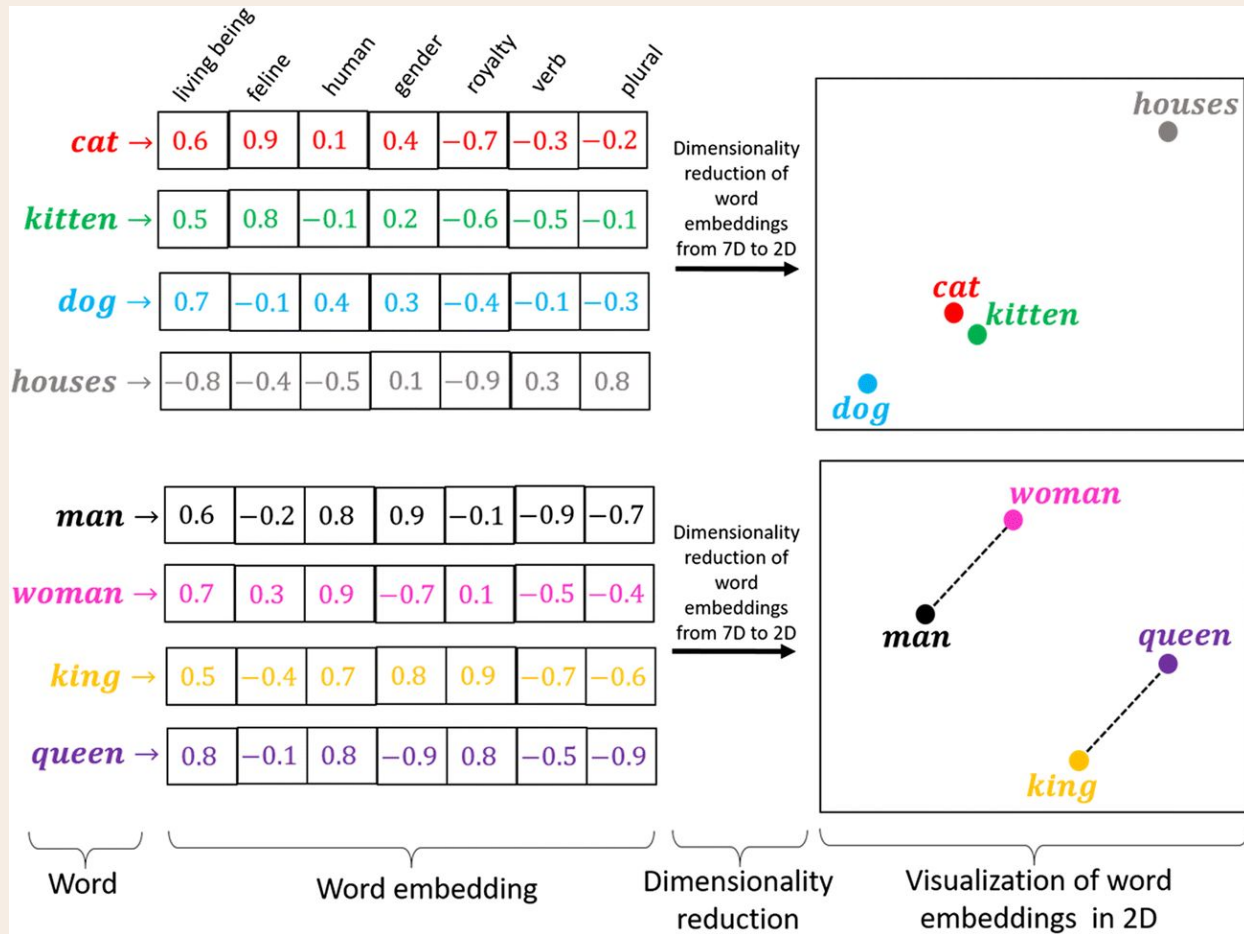 living being feline human gender royalty verb plural
cat → 0.6 0.9 0.1 0.4 −0.7 −0.3 −0.2
kitten → 0.5 0.8 −0.1 0.2 −0.6 −0.5 −0.1
dog → 0.7 −0.1 0.4 0.3 −0.4 −0.1 −0.3
houses → −0.8 −0.4 −0.5 0.1 −0.9 0.3 0.8
Dimensionality
reduction of
word
embeddings
from 7D to 2D
houses
cat
kitten
dog
man → 0.6 −0.2 0.8 0.9 −0.1 −0.9 −0.7
woman → 0.7 0.3 0.9 −0.7 0.1 −0.5 −0.4
king → 0.5 −0.4 0.7 0.8 0.9 −0.7 −0.6
queen → 0.8 −0.1 0.8 −0.9 0.8 −0.5 −0.9
Dimensionality
reduction of
word
embeddings
from 7D to 2D
woman
man
queen
king
Word
Word embedding
Dimensionality
reduction
Visualization of word
embeddings in 2D